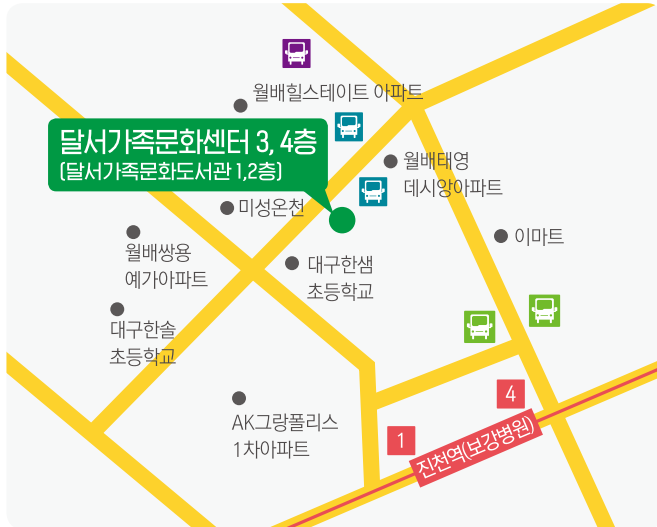 월배힐스테이트 아파트
달서가족문화센터 3, 4층
(달서가족문화도서관 1,2층)
월배태영
데시앙아파트
미성온천
월배쌍용
예가아파트
대구한샘
초등학교
이마트
대구한솔
초등학교
AK그랑폴리스
1차아파트
4
1
진천역(보강병원)